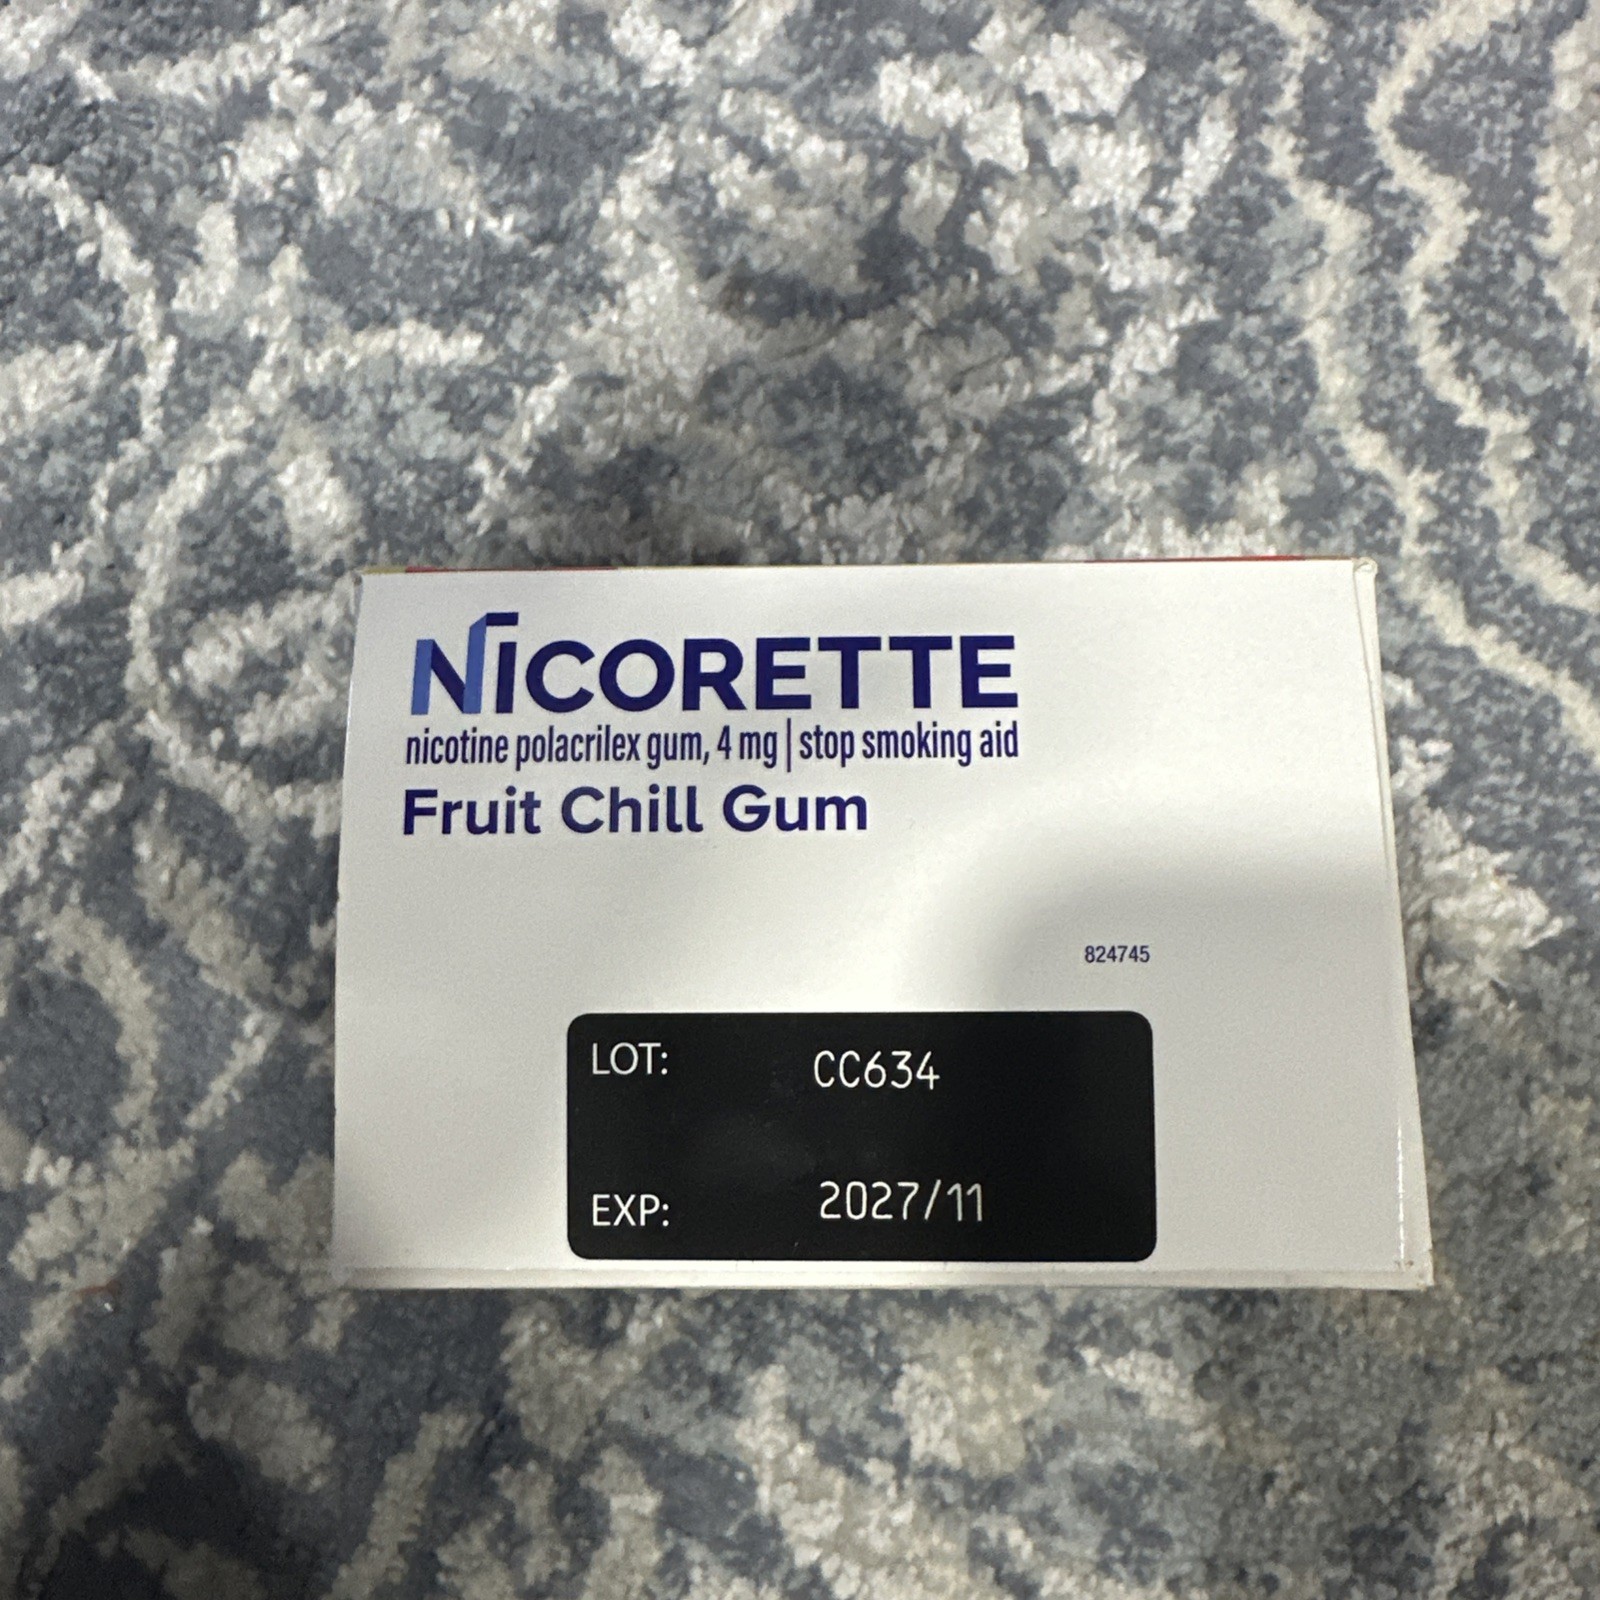 NICORETTE
nicotine polacrilex gum, 4 mg | stop smoking aid
Fruit Chill Gum
824745
LOT: CC634
EXP: 2027/11